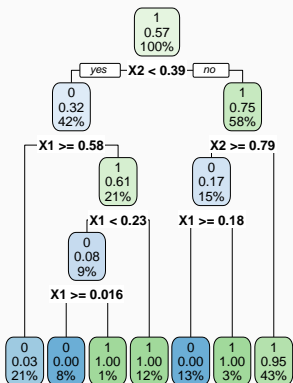 1
0.57
100%
yes X2 < 0.39 no
0
0.32
42%
1
0.75
58%
X1 >= 0.58
X2 >= 0.79
1
0.61
21%
0
0.17
15%
X1 < 0.23
X1 >= 0.18
0
0.08
9%
X1 >= 0.016
0 0 1 1 0 1 1
0.03 0.00 1.00 1.00 0.00 1.00 0.95
21% 8% 1% 12% 13% 3% 43%